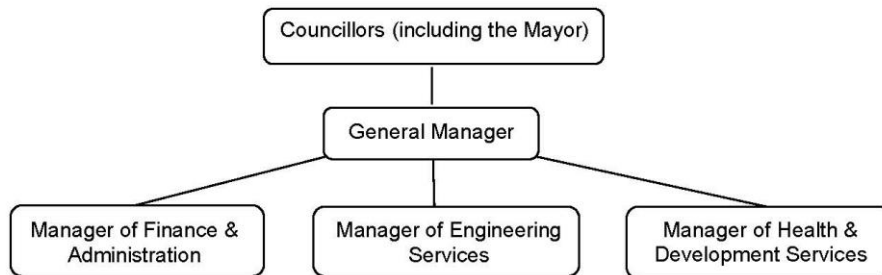 Councillors (including the Mayor)
General Manager
Manager of Finance &
Administration
Manager of Engineering
Services
Manager of Health &
Development Services